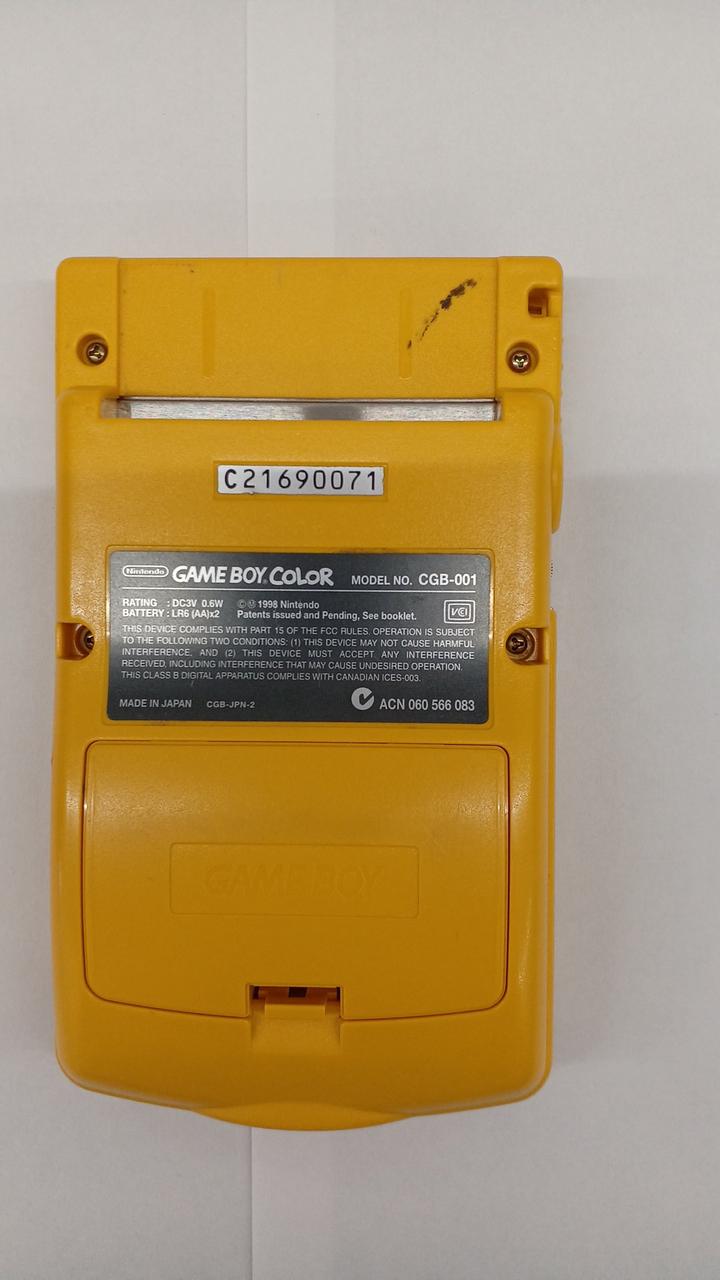 C21690071
Nintendo GAME BOY COLOR MODEL NO. CGB-001
RATING : DC3V 0.6W ©Ⓜ 1998 Nintendo
BATTERY : LR6 (AA)x2 Patents issued and Pending, See booklet.
VCI
THIS DEVICE COMPLIES WITH PART 15 OF THE FCC RULES. OPERATION IS SUBJECT
TO THE FOLLOWING TWO CONDITIONS: (1) THIS DEVICE MAY NOT CAUSE HARMFUL
INTERFERENCE, AND (2) THIS DEVICE MUST ACCEPT ANY INTERFERENCE
RECEIVED, INCLUDING INTERFERENCE THAT MAY CAUSE UNDESIRED OPERATION.
THIS CLASS B DIGITAL APPARATUS COMPLIES WITH CANADIAN ICES-003.
MADE IN JAPAN CGB-JPN-2 ACN 060 566 083
GAME BOY